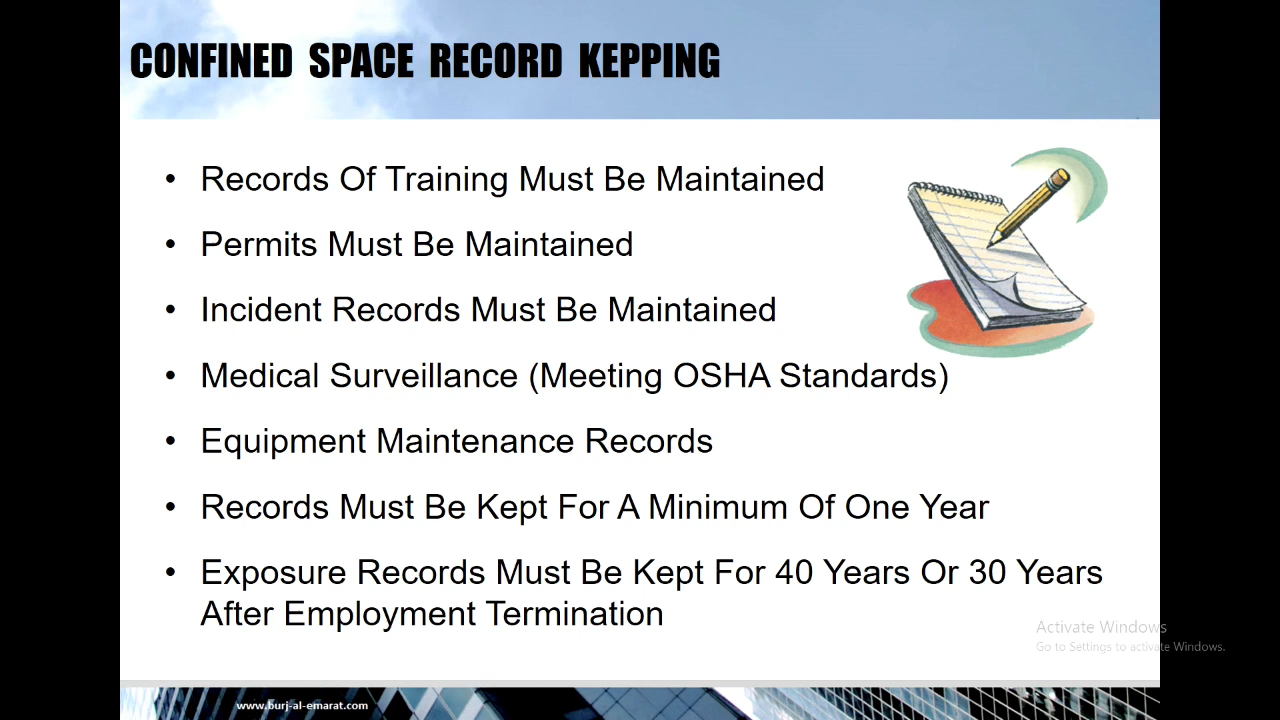 CONFINED SPACE RECORD KEPPING
• Records Of Training Must Be Maintained
• Permits Must Be Maintained
• Incident Records Must Be Maintained
• Medical Surveillance (Meeting OSHA Standards)
• Equipment Maintenance Records
• Records Must Be Kept For A Minimum Of One Year
• Exposure Records Must Be Kept For 40 Years Or 30 Years
After Employment Termination
Activate Windows
Go to Settings to activate Windows.
www.burj-al-emarat.com